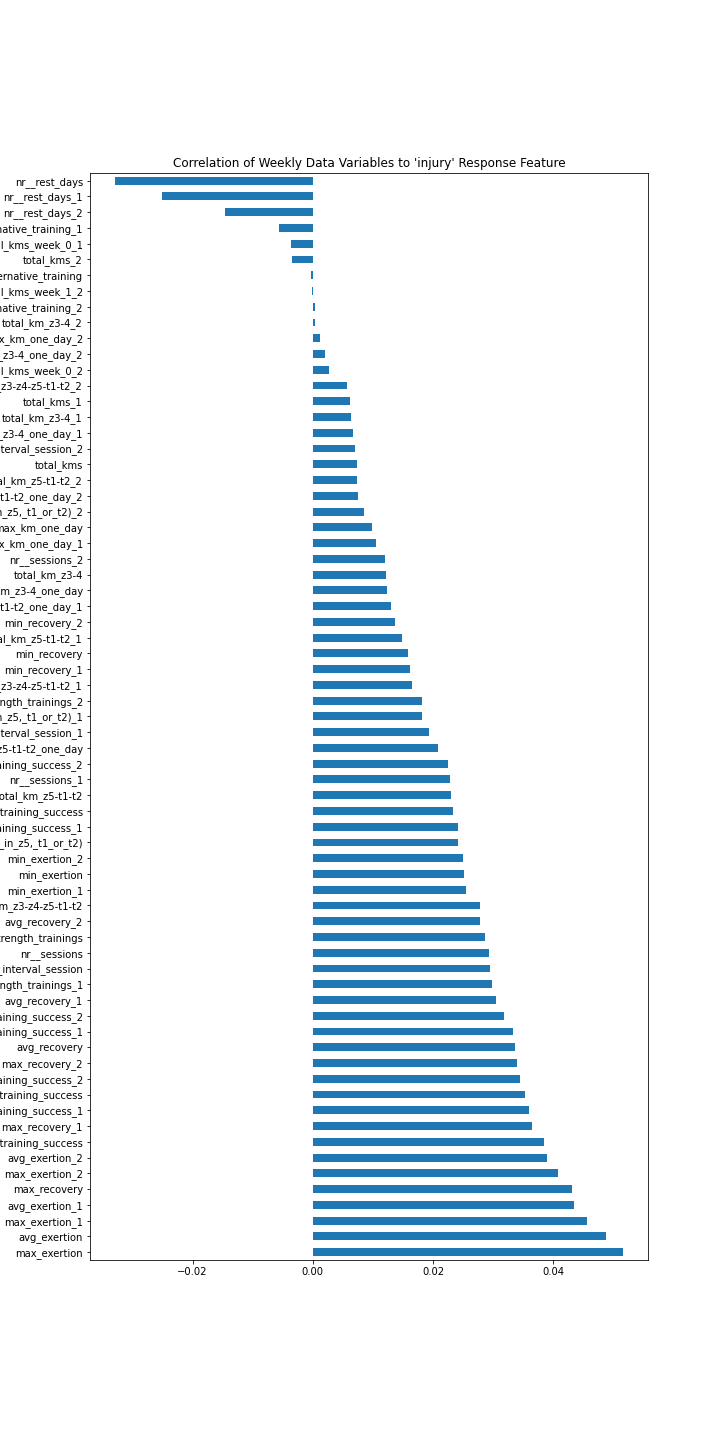 Correlation of Weekly Data Variables to 'injury' Response Feature
nr__rest_days
nr__rest_days_1
nr__rest_days_2
native_training_1
l_kms_week_0_1
total_kms_2
ernative_training
l_kms_week_1_2
native_training_2
total_km_z3-4_2
x_km_one_day_2
z3-4_one_day_2
l_kms_week_0_2
z3-z4-z5-t1-t2_2
total_kms_1
total_km_z3-4_1
z3-4_one_day_1
terval_session_2
total_kms
al_km_z5-t1-t2_2
t1-t2_one_day_2
n_z5,_t1_or_t2)_2
max_km_one_day
x_km_one_day_1
nr__sessions_2
total_km_z3-4
m_z3-4_one_day
t1-t2_one_day_1
min_recovery_2
al_km_z5-t1-t2_1
min_recovery
min_recovery_1
z3-z4-z5-t1-t2_1
ngth_trainings_2
n_z5,_t1_or_t2)_1
terval_session_1
z5-t1-t2_one_day
aining_success_2
nr__sessions_1
otal_km_z5-t1-t2
training_success
aining_success_1
_in_z5,_t1_or_t2)
min_exertion_2
min_exertion
min_exertion_1
m_z3-z4-z5-t1-t2
avg_recovery_2
trength_trainings
nr__sessions
_interval_session
ngth_trainings_1
avg_recovery_1
aining_success_2
aining_success_1
avg_recovery
max_recovery_2
aining_success_2
training_success
aining_success_1
max_recovery_1
training_success
avg_exertion_2
max_exertion_2
max_recovery
avg_exertion_1
max_exertion_1
avg_exertion
max_exertion
−0.02 0.00 0.02 0.04